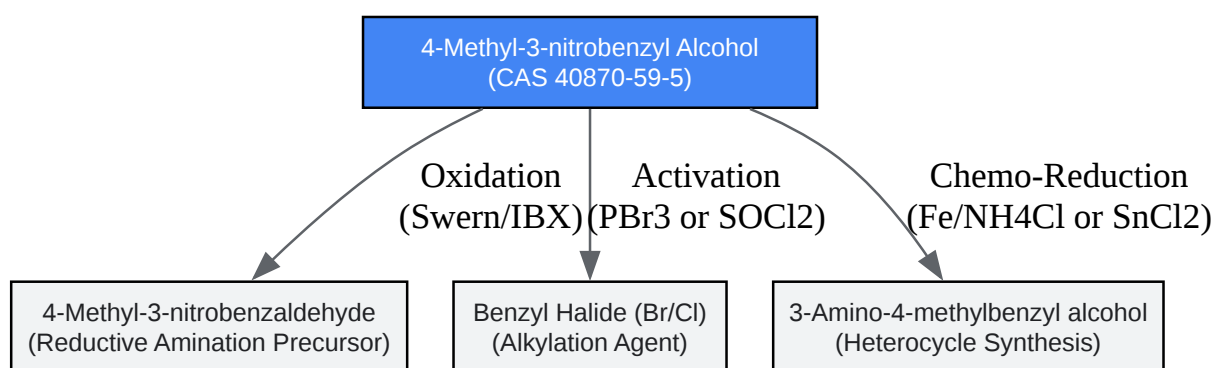 4-Methyl-3-nitrobenzyl Alcohol
(CAS 40870-59-5)
Oxidation
(Swern/IBX)
Activation
(PBr3 or SOCl2)
Chemo-Reduction
(Fe/NH4Cl or SnCl2)
4-Methyl-3-nitrobenzaldehyde
(Reductive Amination Precursor)
Benzyl Halide (Br/Cl)
(Alkylation Agent)
3-Amino-4-methylbenzyl alcohol
(Heterocycle Synthesis)